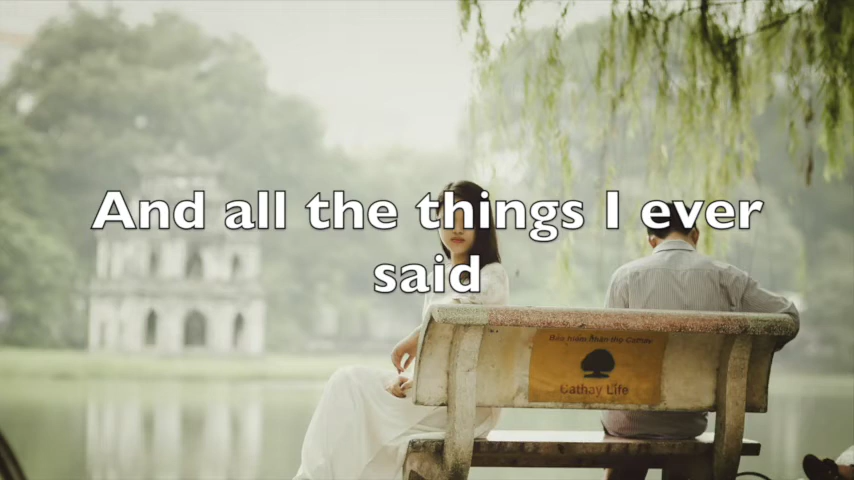 And all the things I ever
said
Bảo hiểm Nhân thọ Cathay
Cathay Life